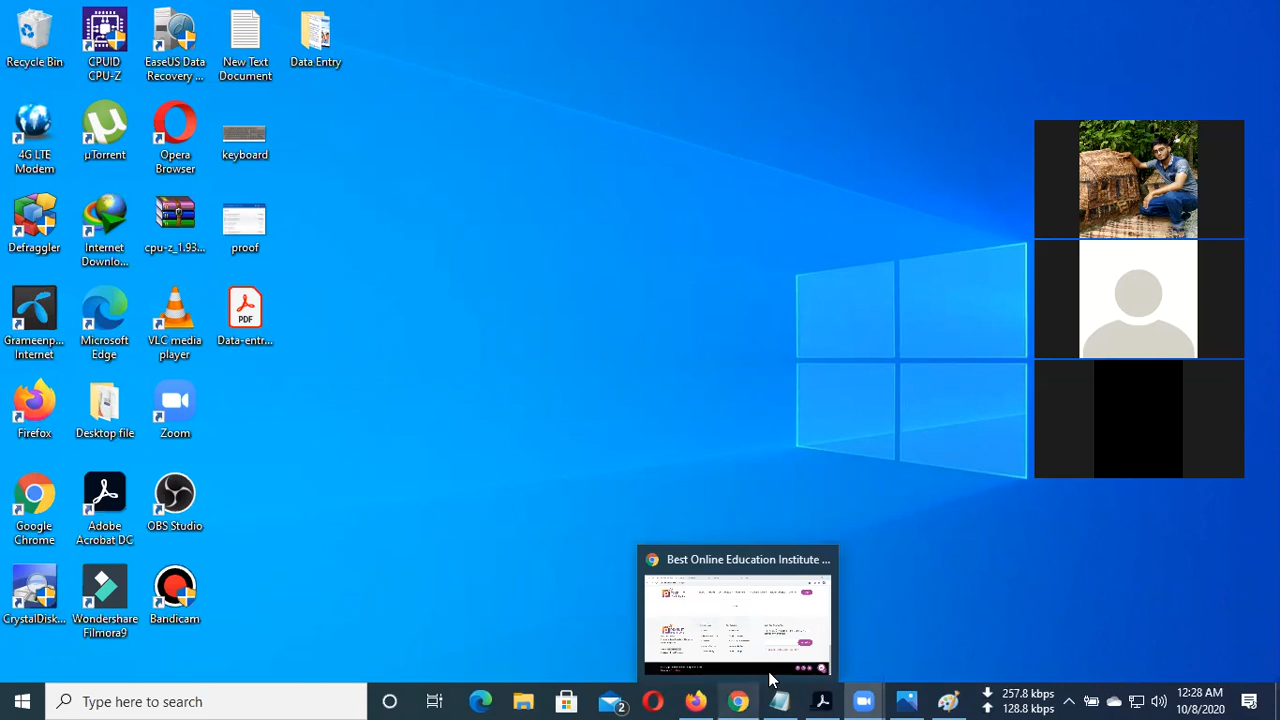 Recycle Bin
CPUID
CPU-Z
EaseUS Data
Recovery ...
New Text
Document
Data Entry
4G LTE
Modem
µTorrent
Opera
Browser
keyboard
Defraggler
Internet
Downlo...
cpu-z_1.93...
proof
Grameenp...
Internet
Microsoft
Edge
VLC media
player
PDF
Data-entr...
Firefox
Desktop file
Zoom
Google
Chrome
Adobe
Acrobat DC
OBS Studio
CrystalDisk...
Wondershare
Filmora9
Bandicam
Best Online Education Institute ...
Type here to search
2
257.8 kbps
128.8 kbps
12:28 AM
10/8/2020